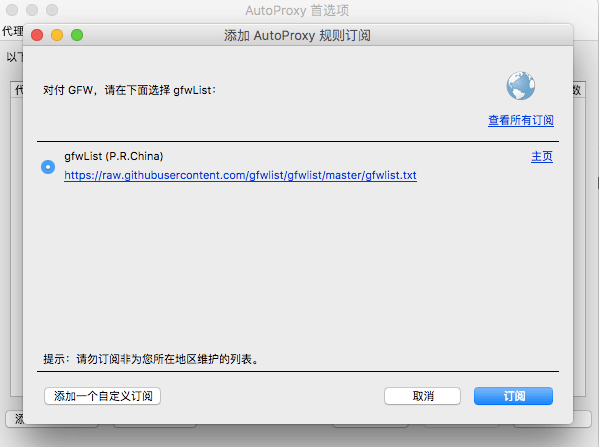 AutoProxy 首选项
添加 AutoProxy 规则订阅
代理
以下
对付 GFW，请在下面选择 gfwList：
代
数
查看所有订阅
gfwList (P.R.China)
主页
https://raw.githubusercontent.com/gfwlist/gfwlist/master/gfwlist.txt
提示：请勿订阅非为您所在地区维护的列表。
添加一个自定义订阅
取消
订阅